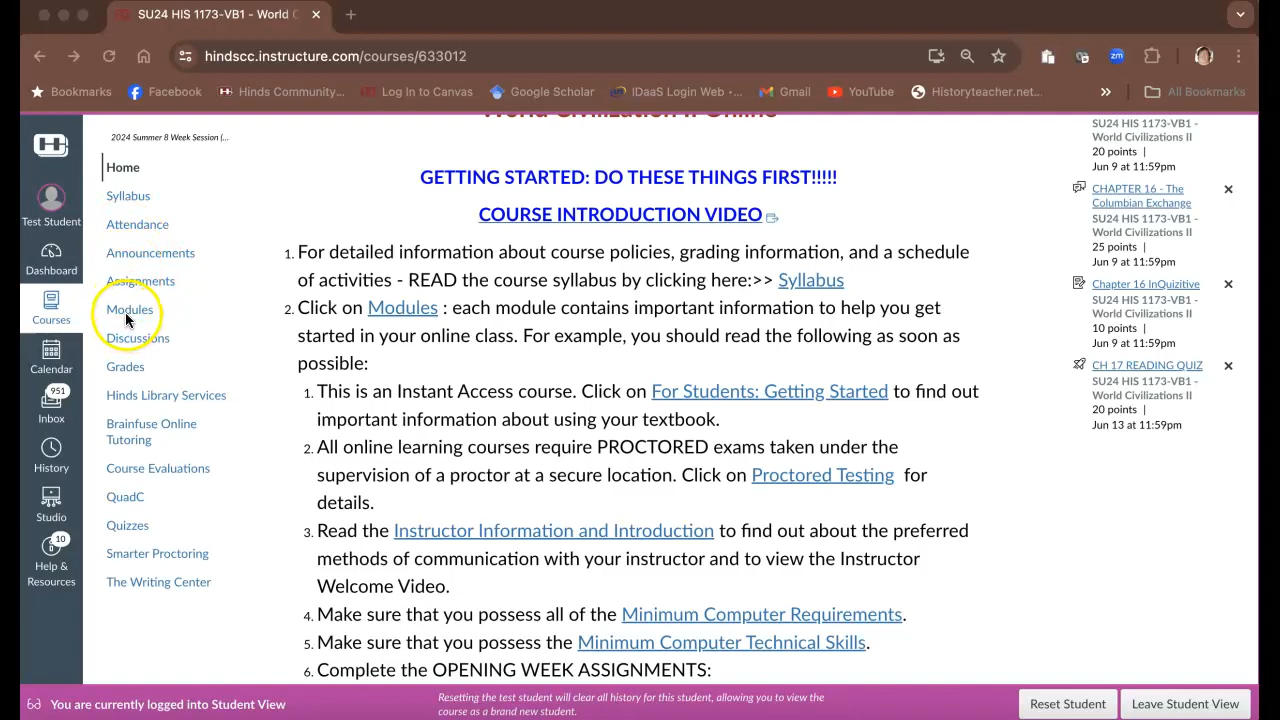 SU24 HIS 1173-VB1 - World C
hindscc.instructure.com/courses/633012
Bookmarks
Facebook
Hinds Community...
Log In to Canvas
Google Scholar
IDaaS Login Web •...
Gmail
YouTube
Historyteacher.net...
»
All Bookmarks
Test Student
Dashboard
Courses
Calendar
951
Inbox
History
Studio
10
Help &
Resources
2024 Summer 8 Week Session (...
Home
Syllabus
Attendance
Announcements
Assignments
Modules
Discussions
Grades
Hinds Library Services
Brainfuse Online
Tutoring
Course Evaluations
QuadC
Quizzes
Smarter Proctoring
The Writing Center
World Civilization II Online
GETTING STARTED: DO THESE THINGS FIRST!!!!!
COURSE INTRODUCTION VIDEO
1. For detailed information about course policies, grading information, and a schedule
of activities - READ the course syllabus by clicking here:>> Syllabus
2. Click on Modules : each module contains important information to help you get
started in your online class. For example, you should read the following as soon as
possible:
1. This is an Instant Access course. Click on For Students: Getting Started to find out
important information about using your textbook.
2. All online learning courses require PROCTORED exams taken under the
supervision of a proctor at a secure location. Click on Proctored Testing for
details.
3. Read the Instructor Information and Introduction to find out about the preferred
methods of communication with your instructor and to view the Instructor
Welcome Video.
4. Make sure that you possess all of the Minimum Computer Requirements.
5. Make sure that you possess the Minimum Computer Technical Skills.
6. Complete the OPENING WEEK ASSIGNMENTS:
SU24 HIS 1173-VB1 -
World Civilizations II
20 points |
Jun 9 at 11:59pm
CHAPTER 16 - The
Columbian Exchange
SU24 HIS 1173-VB1 -
World Civilizations II
25 points |
Jun 9 at 11:59pm
Chapter 16 InQuizitive
SU24 HIS 1173-VB1 -
World Civilizations II
10 points |
Jun 9 at 11:59pm
CH 17 READING QUIZ
SU24 HIS 1173-VB1 -
World Civilizations II
20 points |
Jun 13 at 11:59pm
You are currently logged into Student View
Resetting the test student will clear all history for this student, allowing you to view the
course as a brand new student.
Reset Student
Leave Student View